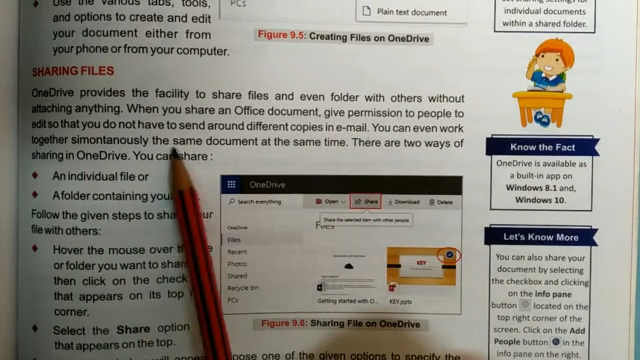 Use the various tabs, tools,
and options to create and edit
your document either from
your phone or from your computer.
PCs
Plain text document
Figure 9.5: Creating Files on OneDrive
individual documents
within a shared folder.
SHARING FILES
OneDrive provides the facility to share files and even folder with others without
attaching anything. When you share an Office document, give permission to people to
edit so that you do not have to send around different copies in e-mail. You can even work
together simontanously the same document at the same time. There are two ways of
sharing in OneDrive. You can share :
An individual file or
A folder containing
Follow the given steps to your
file with others:
Hover the mouse over
or folder you want to
then click on the check
that appears on its top
corner.
Select the Share option
that appears on the top.
OneDrive
Search everything
Open
Share
Download
Delete
Share the selected item with other people
Files
OneDrive
Files
Recent
Photos
Shared
Recycle bin
PCs
KEY
Getting started with O...
KEY.pptx
Figure 9.6: Sharing File on OneDrive
one of the given options to specify the
Know the Fact
OneDrive is available as
a built-in app on
Windows 8.1 and,
Windows 10.
Let's Know More
You can also share your
document by selecting
the checkbox and clicking
on the info pane
button located on the
top right corner of the
screen. Click on the Add
People button in the
info pane on the right.